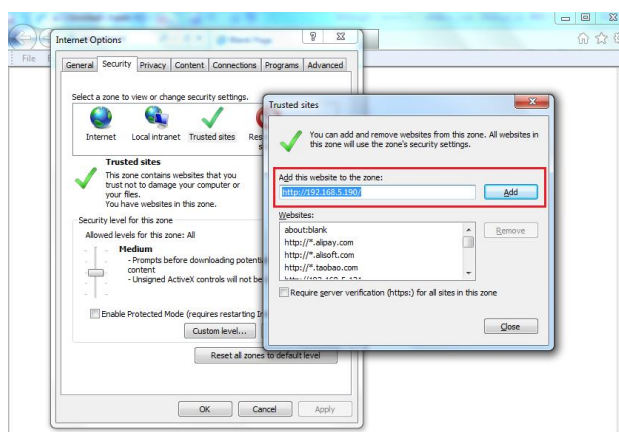 Internet Options
File
General Security Privacy Content Connections Programs Advanced
Select a zone to view or change security settings.
Internet Local intranet Trusted sites
Trusted sites
This zone contains websites that you
trust not to damage your computer or
your files.
You have websites in this zone.
Security level for this zone
Allowed levels for this zone: All
Medium
- Prompts before downloading
content
- Unsigned ActiveX controls will not be
Enable Protected Mode (requires restarting
Custom level...
Reset all zones to default level
OK Cancel Apply
Trusted sites
You can add and remove websites from this zone. All websites in
this zone will use the zone's security settings.
Add this website to the zone:
http://192.168.5.190/ Add
Websites:
about:blank Remove
http://*.alipay.com
http://*.alisoft.com
http://*.taobao.com
Require server verification (https:) for all sites in this zone
Close